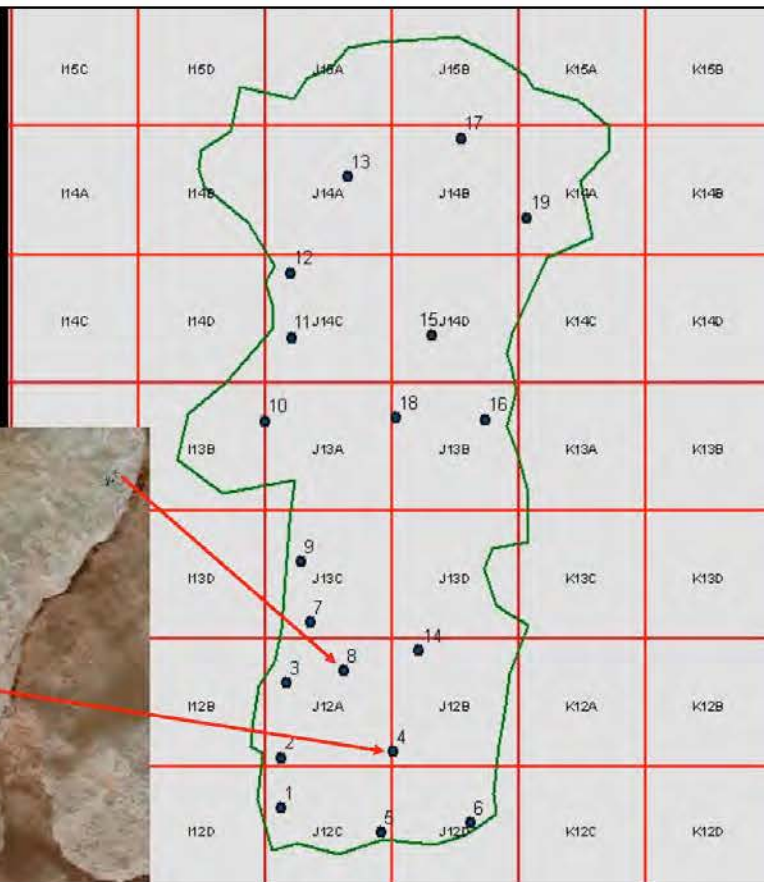 I15C I15D J15A J15B K15A K15B
17
13
I14A I14B J14A J14B K14A K14B
19
12
I14C I14D 11 J14C 15 J14D K14C K14D
10 18 16
I13B J13A J13B K13A K13B
9
I13D J13C J13D K13C K13D
7
14
3 8
I12B J12A J12B K12A K12B
2 4
1
5 6
I12D J12C J12D K12C K12D